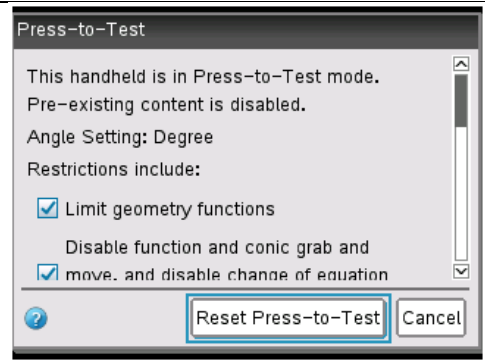 Press-to-Test
This handheld is in Press-to-Test mode.
Pre-existing content is disabled.
Angle Setting: Degree
Restrictions include:
Limit geometry functions
Disable function and conic grab and
move, and disable change of equation
?
Reset Press-to-Test Cancel